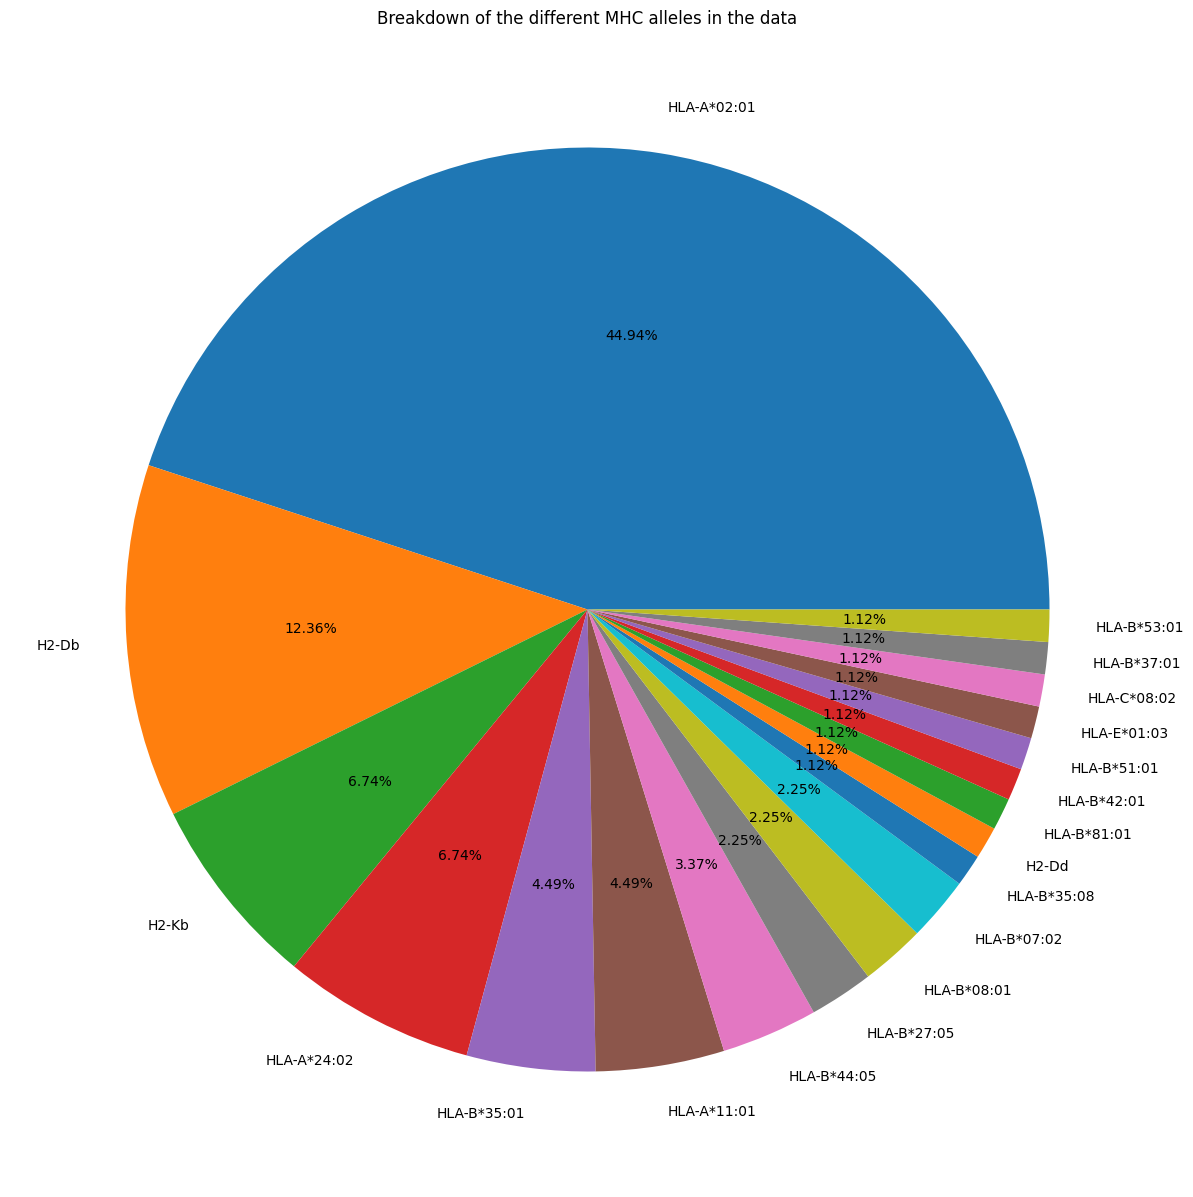 Breakdown of the different MHC alleles in the data
HLA-A*02:01
44.94%
H2-Db
12.36%
H2-Kb
6.74%
HLA-A*24:02
6.74%
HLA-B*35:01
4.49%
HLA-A*11:01
4.49%
HLA-B*44:05
3.37%
HLA-B*27:05
2.25%
HLA-B*08:01
2.25%
HLA-B*07:02
2.25%
HLA-B*35:08
1.12%
H2-Dd
1.12%
HLA-B*81:01
1.12%
HLA-B*42:01
1.12%
HLA-B*51:01
1.12%
HLA-E*01:03
1.12%
HLA-C*08:02
1.12%
HLA-B*37:01
1.12%
HLA-B*53:01
1.12%